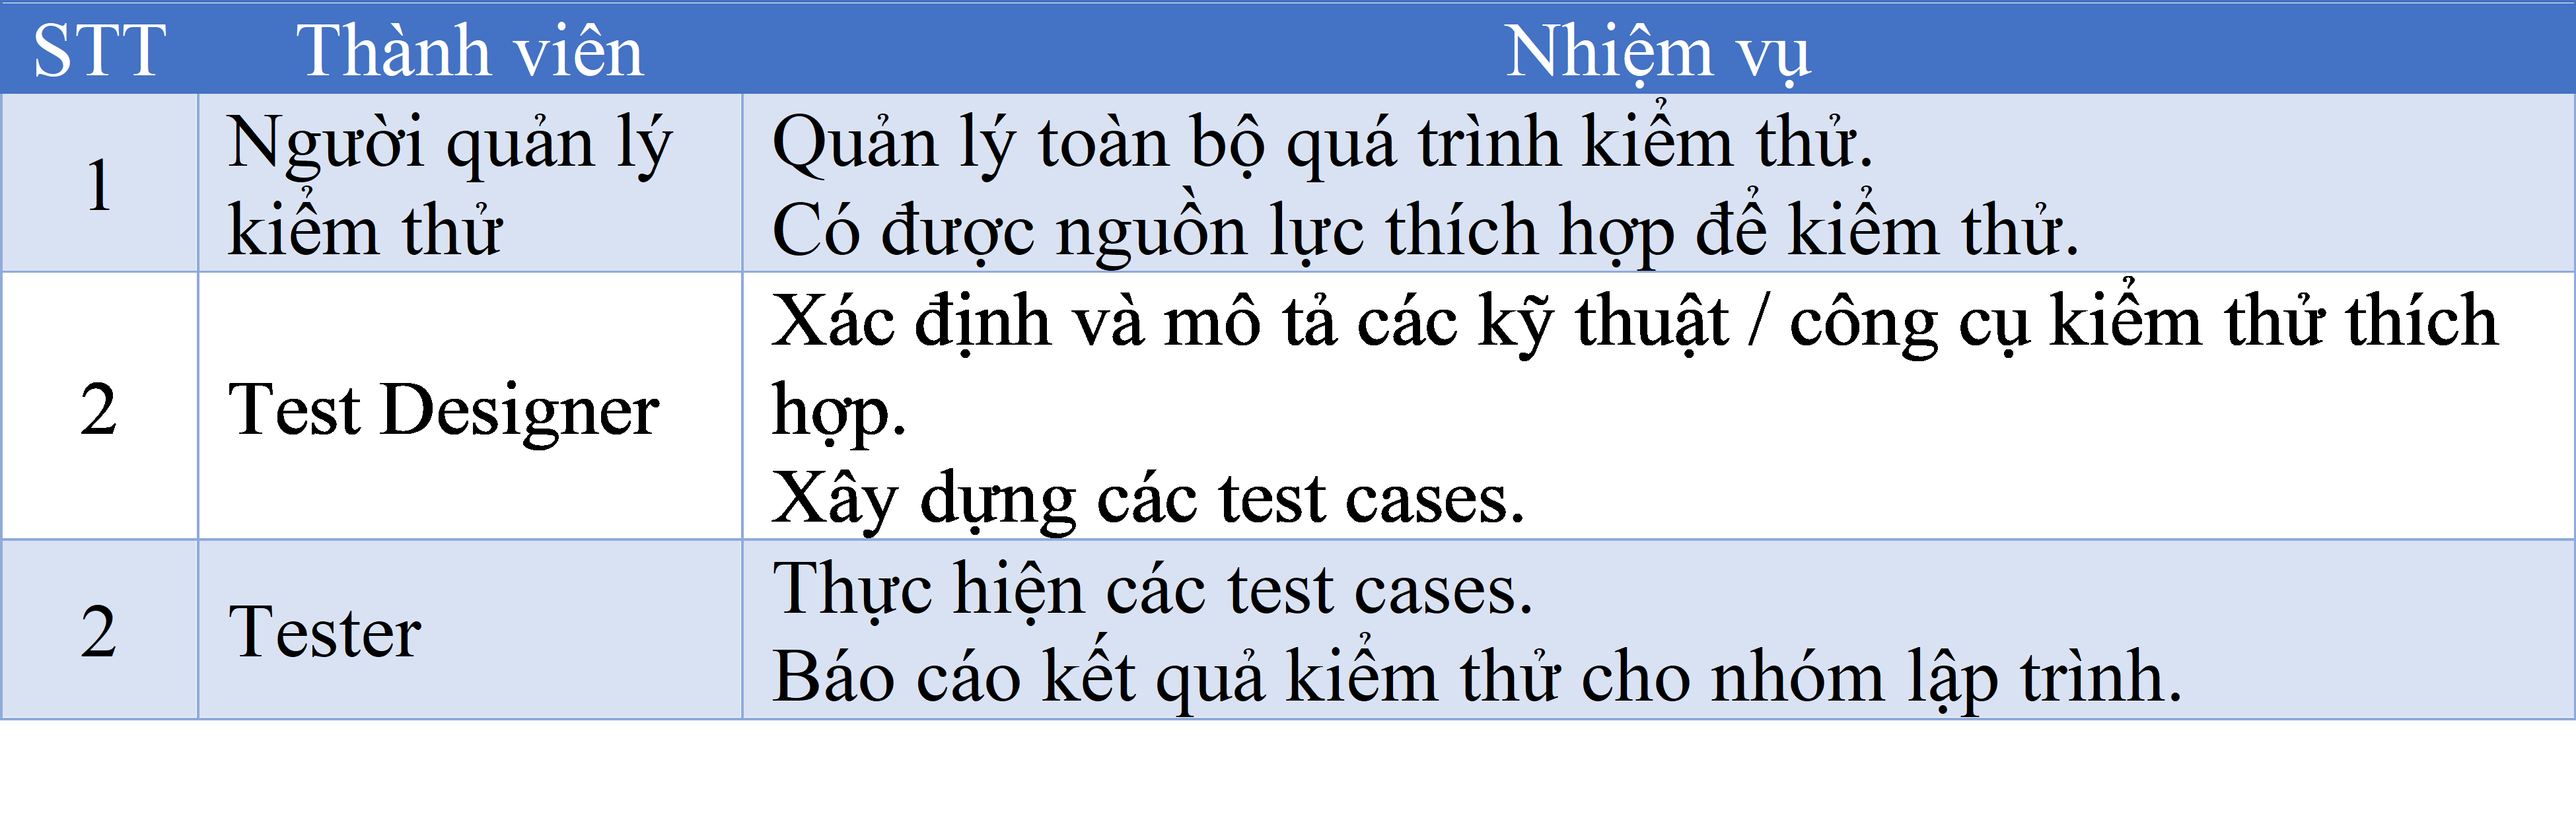 STT Thành viên Nhiệm vụ
1 Người quản lý kiểm thử Quản lý toàn bộ quá trình kiểm thử.
Có được nguồn lực thích hợp để kiểm thử.
2 Test Designer Xác định và mô tả các kỹ thuật / công cụ kiểm thử thích
hợp.
Xây dựng các test cases.
2 Tester Thực hiện các test cases.
Báo cáo kết quả kiểm thử cho nhóm lập trình.